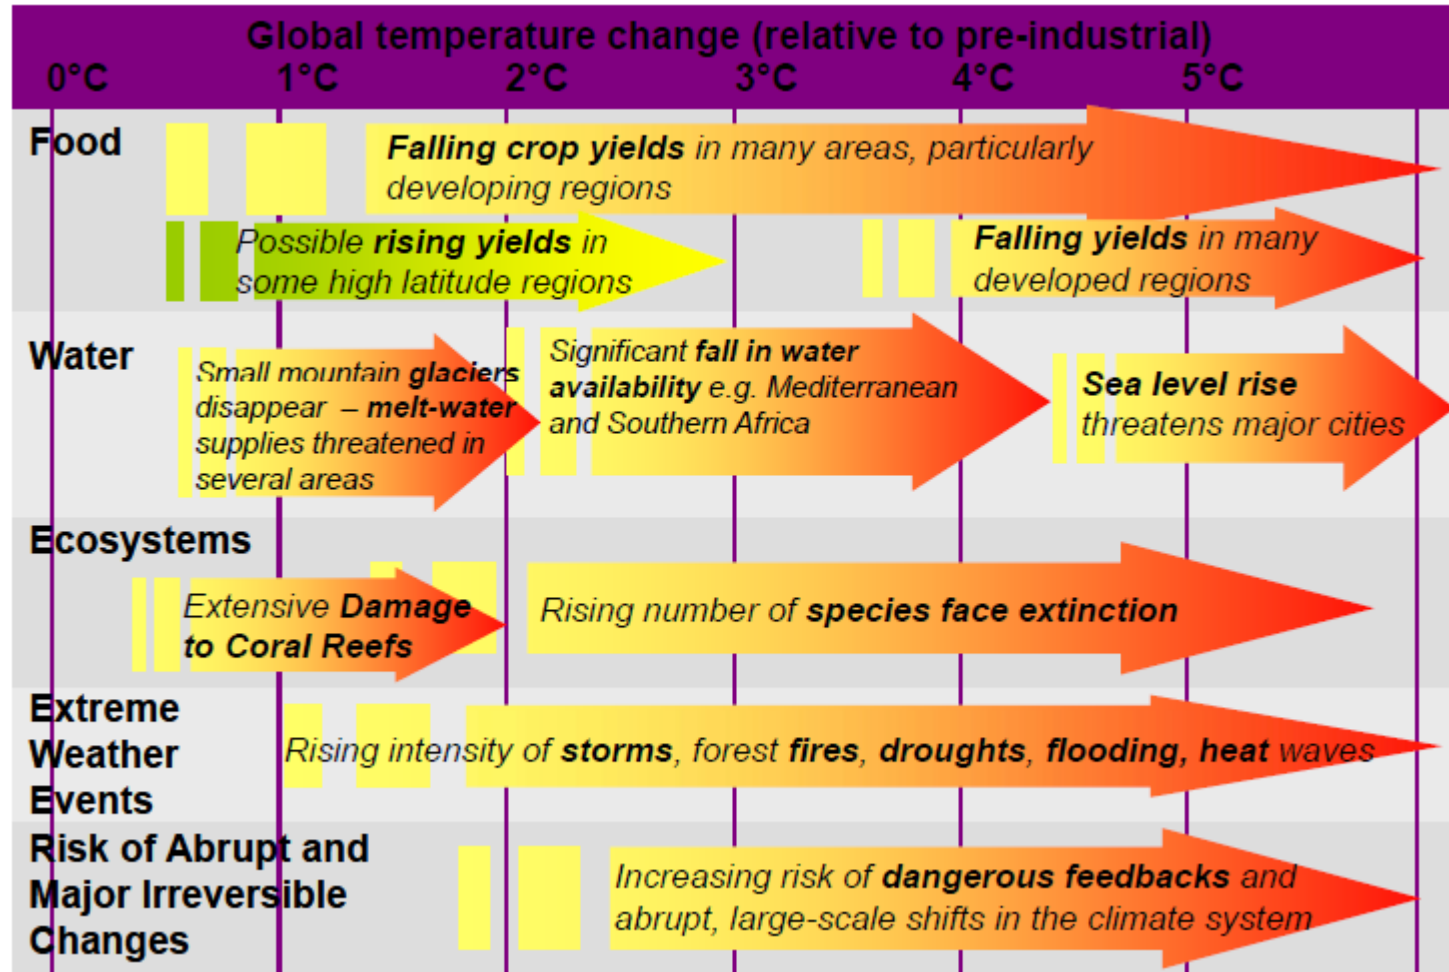 Global temperature change (relative to pre-industrial)
0°C 1°C 2°C 3°C 4°C 5°C
Food
Falling crop yields in many areas, particularly
developing regions
Possible rising yields in
some high latitude regions
Falling yields in many
developed regions
Water
Small mountain glaciers
disappear – melt-water
supplies threatened in
several areas
Significant fall in water
availability e.g. Mediterranean
and Southern Africa
Sea level rise
threatens major cities
Ecosystems
Extensive Damage
to Coral Reefs
Rising number of species face extinction
Extreme
Weather
Events
Rising intensity of storms, forest fires, droughts, flooding, heat waves
Risk of Abrupt and
Major Irreversible
Changes
Increasing risk of dangerous feedbacks and
abrupt, large-scale shifts in the climate system